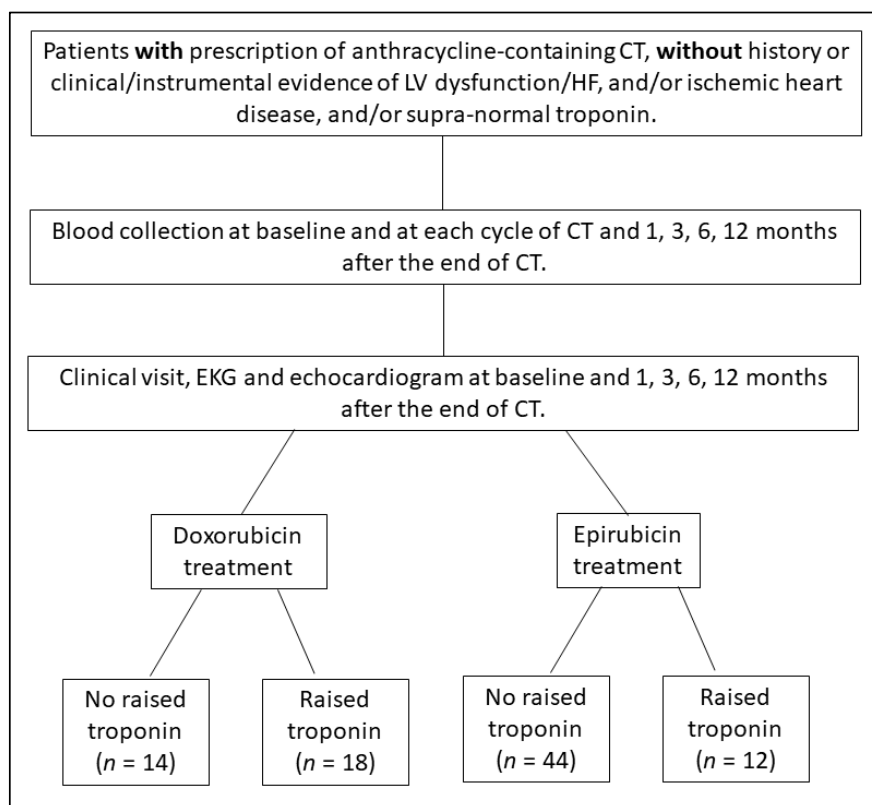 Patients with prescription of anthracycline-containing CT, without history or
clinical/instrumental evidence of LV dysfunction/HF, and/or ischemic heart
disease, and/or supra-normal troponin.
Blood collection at baseline and at each cycle of CT and 1, 3, 6, 12 months
after the end of CT.
Clinical visit, EKG and echocardiogram at baseline and 1, 3, 6, 12 months
after the end of CT.
Doxorubicin
treatment
Epirubicin
treatment
No raised
troponin
(n = 14)
Raised
troponin
(n = 18)
No raised
troponin
(n = 44)
Raised
troponin
(n = 12)